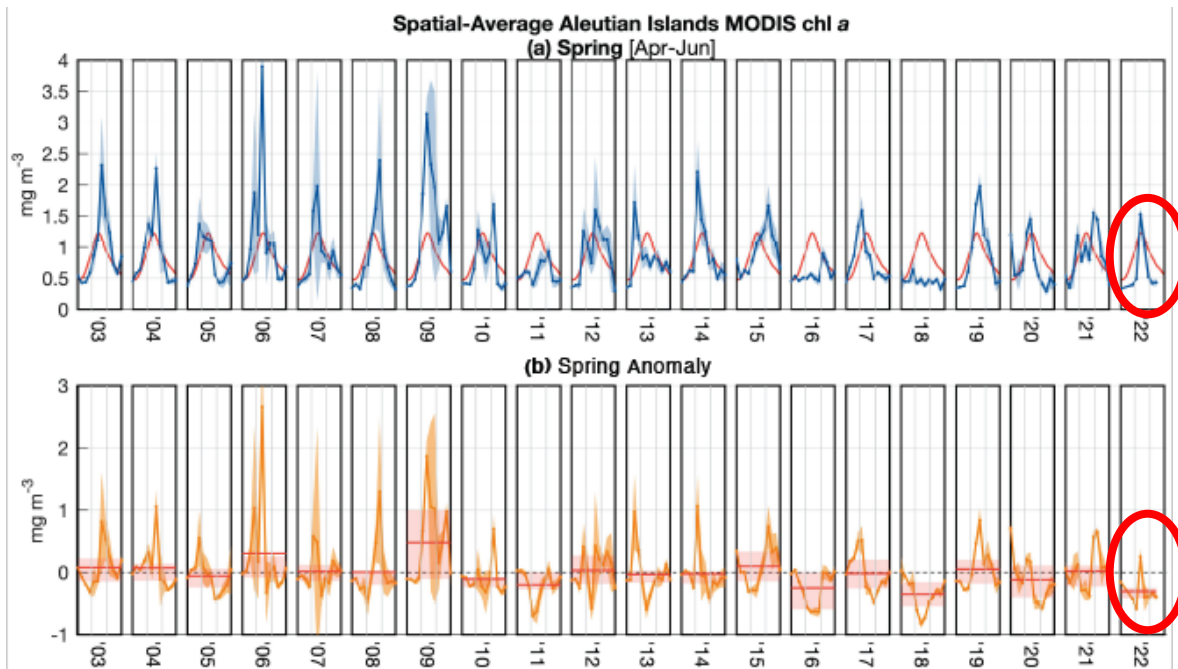 Spatial-Average Aleutian Islands MODIS chl a
(a) Spring [Apr-Jun]
4
3.5
3
2.5
2
1.5
1
0.5
0
mg m-3
'03 '04 '05 '06 '07 '08 '09 '10 '11 '12 '13 '14 '15 '16 '17 '18 '19 '20 '21 '22
(b) Spring Anomaly
3
2
1
0
-1
mg m-3
'03 '04 '05 '06 '07 '08 '09 '10 '11 '12 '13 '14 '15 '16 '17 '18 '19 '20 '21 '22